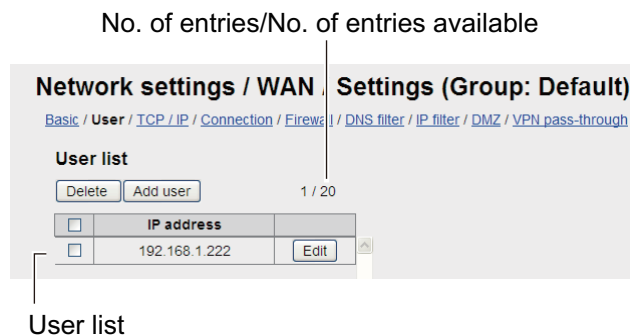 No. of entries/No. of entries available
Network settings / WAN / Settings (Group: Default)
Basic / User / TCP / IP / Connection / Firewall / DNS filter / IP filter / DMZ / VPN pass-through
User list
Delete Add user 1 / 20
IP address
192.168.1.222 Edit
User list